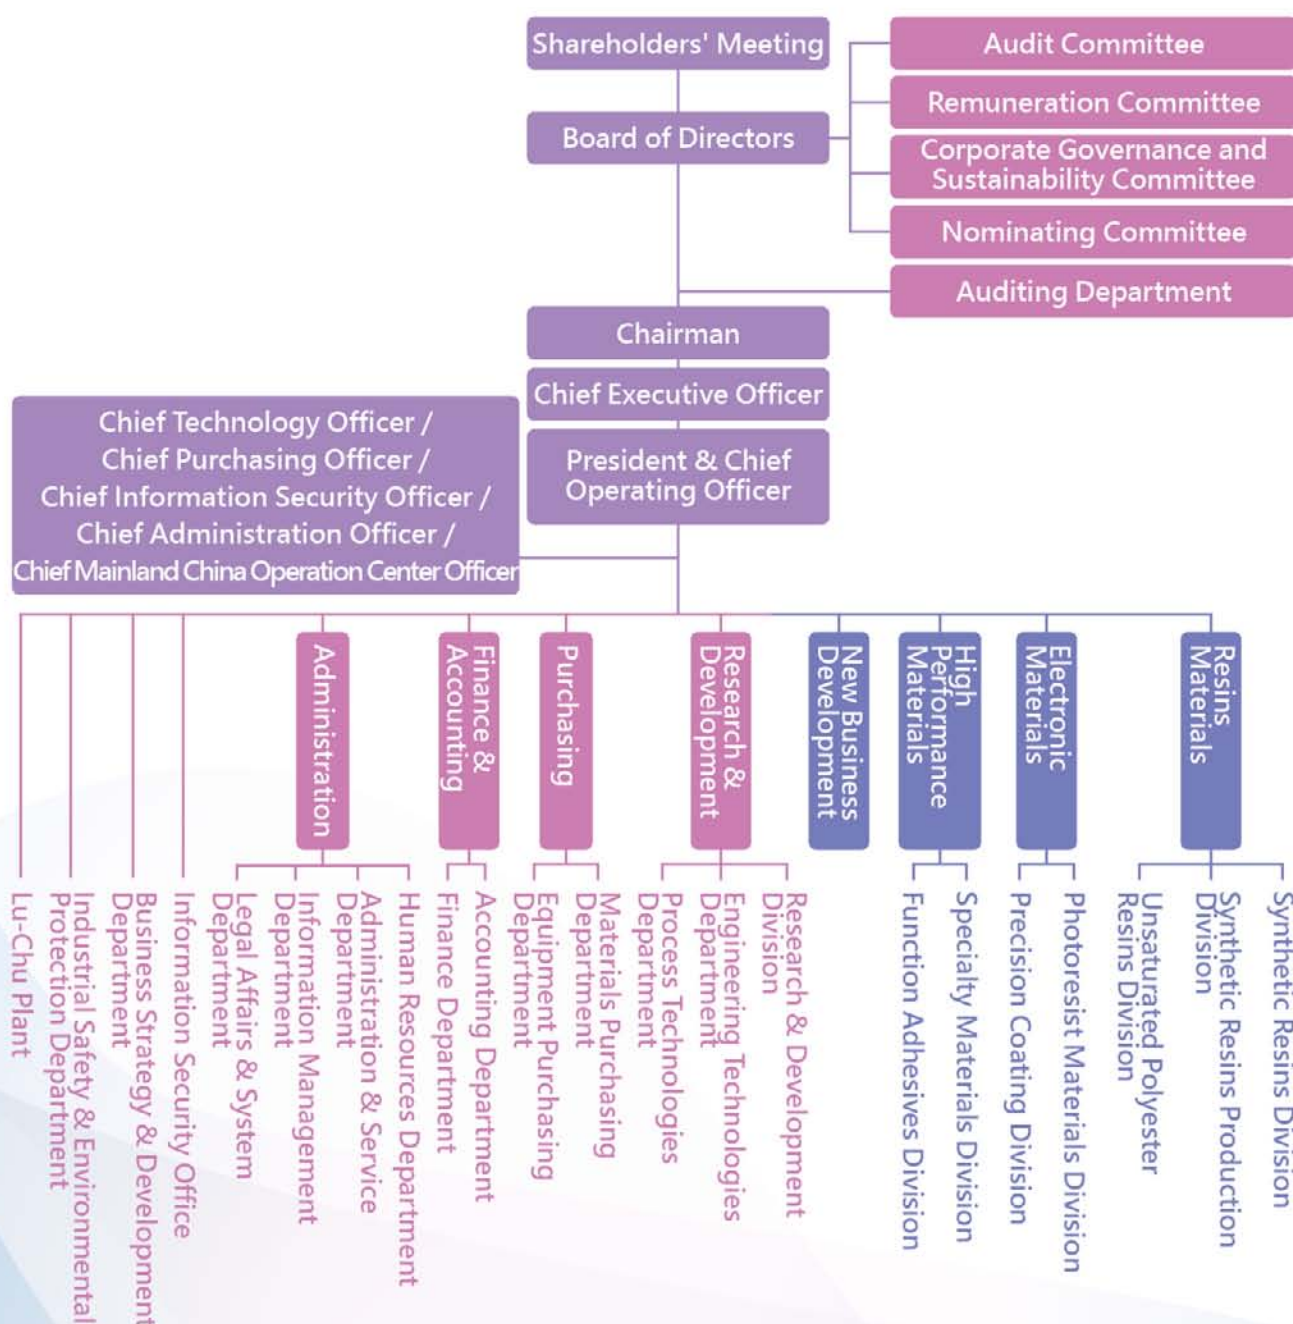 Shareholders' Meeting
Board of Directors
Audit Committee
Remuneration Committee
Corporate Governance and
Sustainability Committee
Nominating Committee
Auditing Department
Chairman
Chief Executive Officer
President & Chief
Operating Officer
Chief Technology Officer /
Chief Purchasing Officer /
Chief Information Security Officer /
Chief Administration Officer /
Chief Mainland China Operation Center Officer
Administration
Finance &
Accounting
Purchasing
Research &
Development
New Business
Development
High
Performance
Materials
Electronic
Materials
Resins
Materials
Lu-Chu Plant
Industrial Safety & Environmental
Protection Department
Business Strategy & Development
Department
Information Security Office
Legal Affairs & System
Department
Information Management
Department
Administration & Service
Department
Human Resources Department
Finance Department
Accounting Department
Equipment Purchasing
Department
Materials Purchasing
Department
Process Technologies
Department
Engineering Technologies
Department
Research & Development
Division
Function Adhesives Division
Specialty Materials Division
Precision Coating Division
Photoresist Materials Division
Unsaturated Polyester
Resins Division
Synthetic Resins Production
Division
Synthetic Resins Division